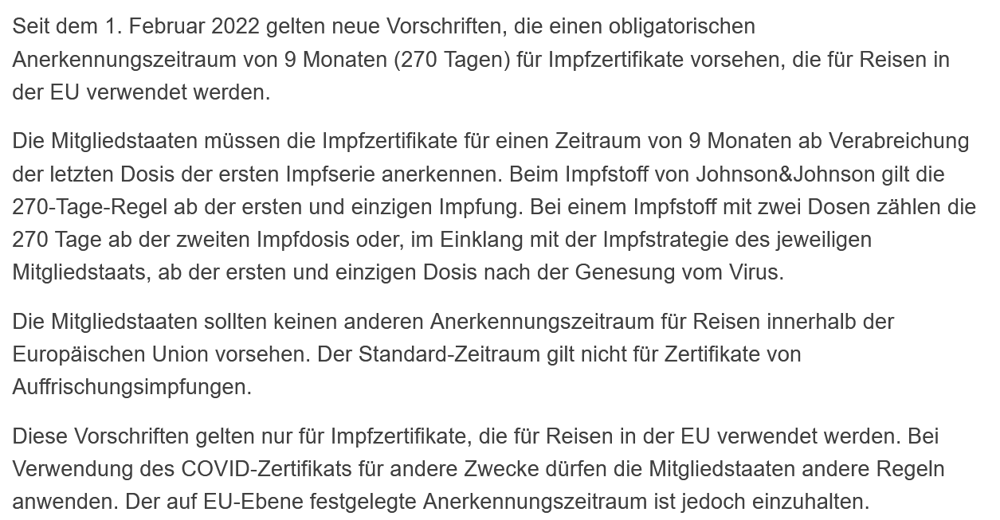 Seit dem 1. Februar 2022 gelten neue Vorschriften, die einen obligatorischen
Anerkennungszeitraum von 9 Monaten (270 Tagen) für Impfzertifikate vorsehen, die für Reisen in
der EU verwendet werden.
Die Mitgliedstaaten müssen die Impfzertifikate für einen Zeitraum von 9 Monaten ab Verabreichung
der letzten Dosis der ersten Impfserie anerkennen. Beim Impfstoff von Johnson&Johnson gilt die
270-Tage-Regel ab der ersten und einzigen Impfung. Bei einem Impfstoff mit zwei Dosen zählen die
270 Tage ab der zweiten Impfdosis oder, im Einklang mit der Impfstrategie des jeweiligen
Mitgliedstaats, ab der ersten und einzigen Dosis nach der Genesung vom Virus.
Die Mitgliedstaaten sollten keinen anderen Anerkennungszeitraum für Reisen innerhalb der
Europäischen Union vorsehen. Der Standard-Zeitraum gilt nicht für Zertifikate von
Auffrischungsimpfungen.
Diese Vorschriften gelten nur für Impfzertifikate, die für Reisen in der EU verwendet werden. Bei
Verwendung des COVID-Zertifikats für andere Zwecke dürfen die Mitgliedstaaten andere Regeln
anwenden. Der auf EU-Ebene festgelegte Anerkennungszeitraum ist jedoch einzuhalten.